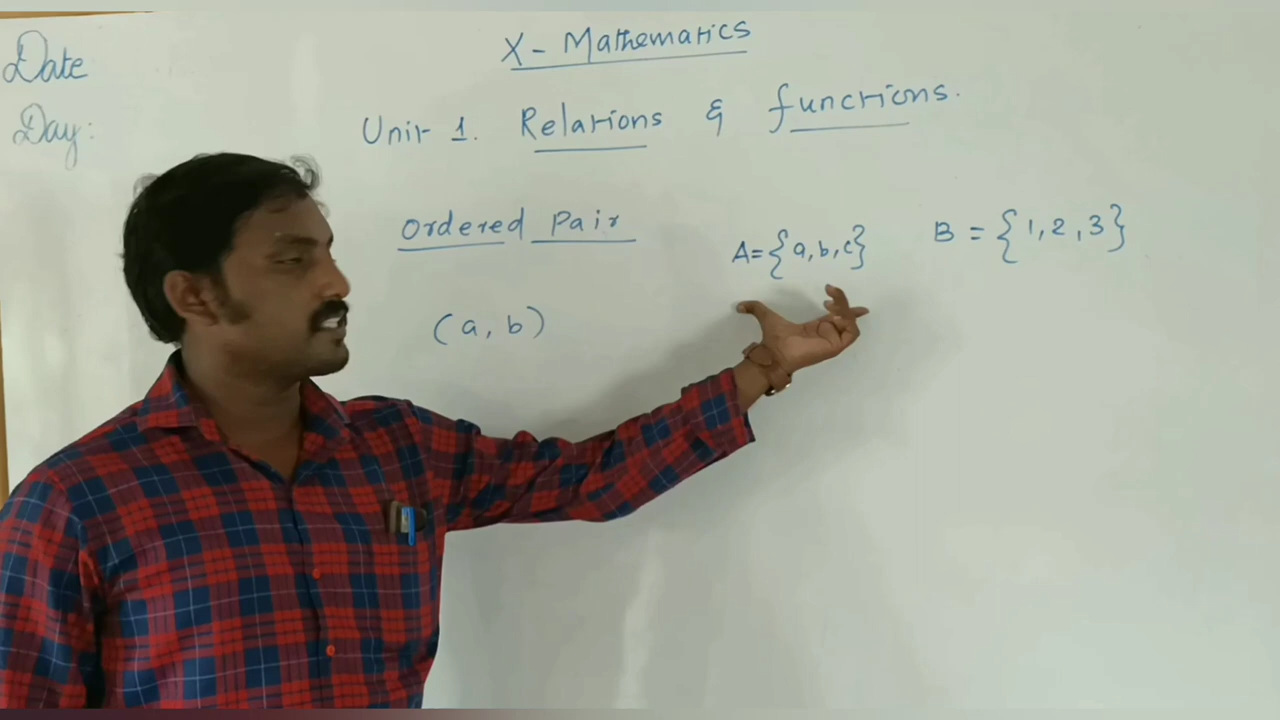 Date
Day:
X - Mathematics
Unit 1. Relations & functions.
Ordered Pair
A={a,b,c} B = {1,2,3}
(a, b)